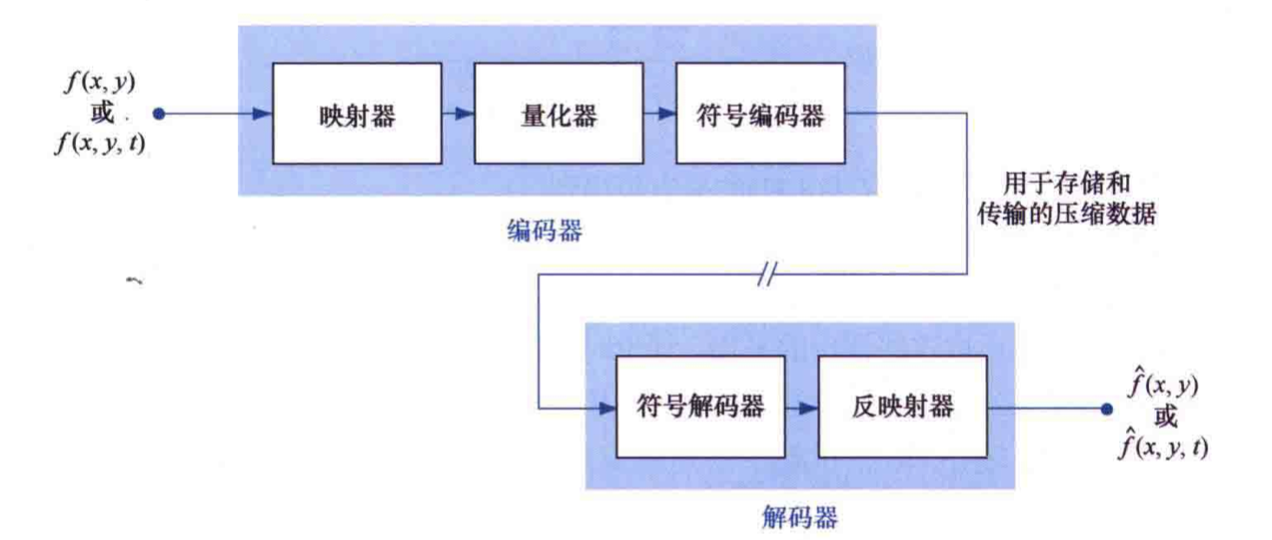 f(x, y)
或
f(x, y, t)
映射器
量化器
符号编码器
用于存储和
传输的压缩数据
编码器
符号解码器
反映射器
f̂(x, y)
或
f̂(x, y, t)
解码器